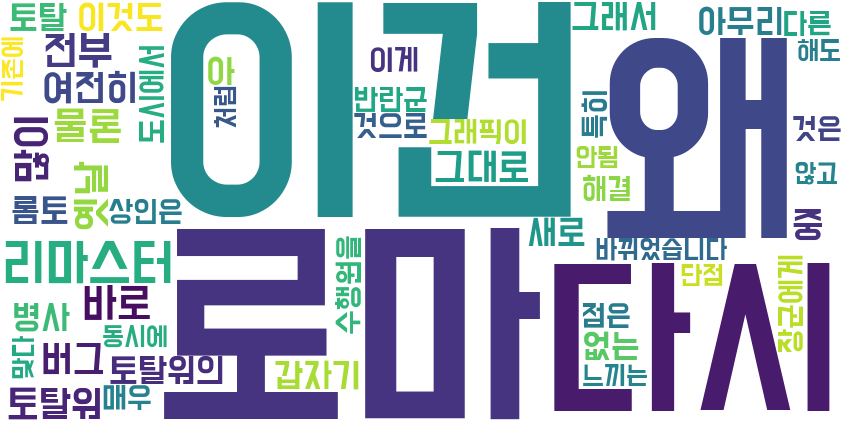 토탈 이것도 이건 그래서 아무리 다른
기존에 전부 여전히 도서에서 아 처럼 이게 왜 해도
물론 반란군 것으로 그래픽이 특히 것은
힘이 옛날 그대로 안됨 해결 않고
롬토 상인은 새로 중
리마스터 로마 수행원을 타시 바뀌었습니다
바로 단점 장군에게
병사 동시에 점은
맞다 버그 토탈워의 갑자기 없는
토탈워 매우 느끼는